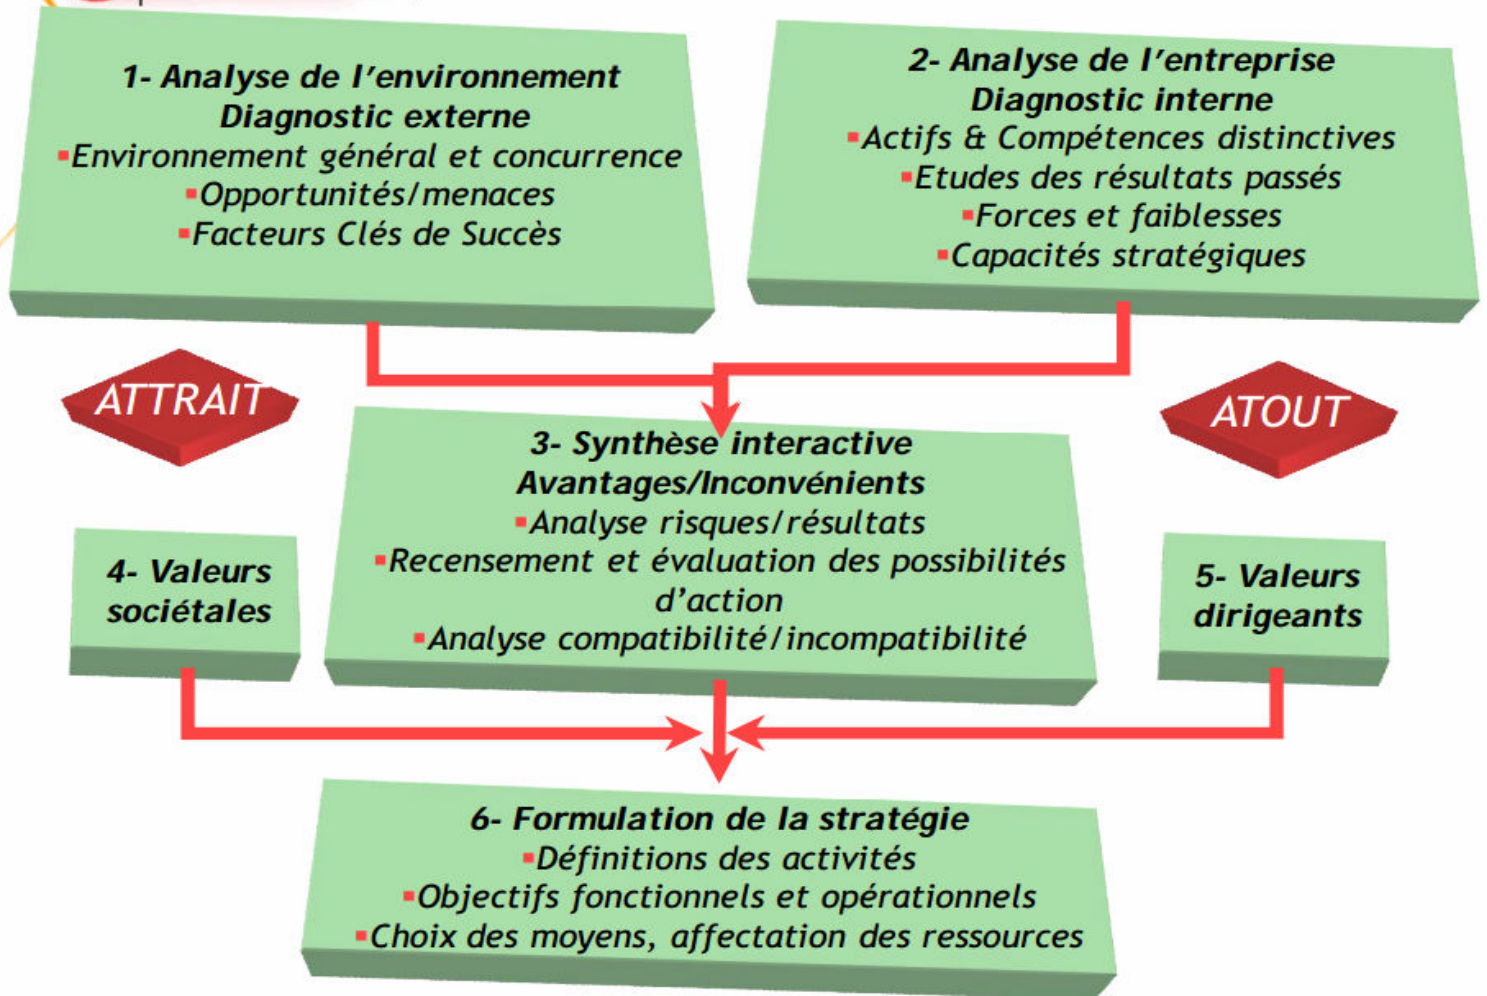 1- Analyse de l'environnement
Diagnostic externe
▪Environnement général et concurrence
▪Opportunités/menaces
▪Facteurs Clés de Succès
2- Analyse de l'entreprise
Diagnostic interne
▪Actifs & Compétences distinctives
▪Etudes des résultats passés
▪Forces et faiblesses
▪Capacités stratégiques
ATTRAIT
ATOUT
3- Synthèse interactive
Avantages/Inconvénients
▪Analyse risques/résultats
▪Recensement et évaluation des possibilités
d'action
▪Analyse compatibilité/incompatibilité
4- Valeurs
sociétales
5- Valeurs
dirigeants
6- Formulation de la stratégie
▪Définitions des activités
▪Objectifs fonctionnels et opérationnels
▪Choix des moyens, affectation des ressources